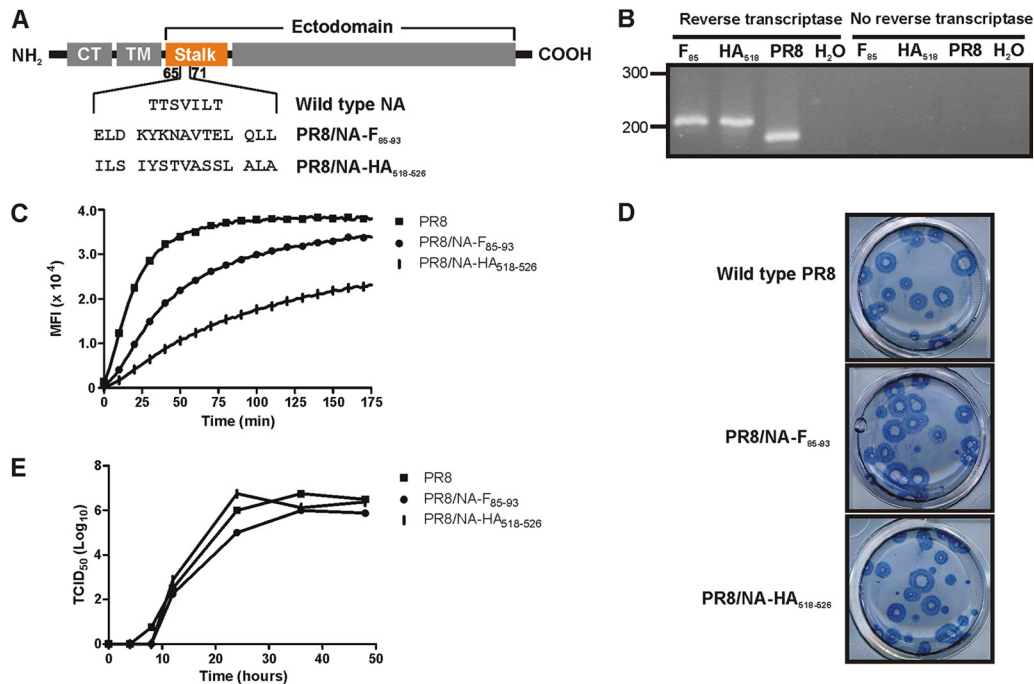 A
Ectodomain
NH2 CT TM Stalk COOH
65 71
TTSVILT Wild type NA
ELD KYKNAVTEL QLL PR8/NA-F85-93
ILS IYSTVASSL ALA PR8/NA-HA518-526
B
Reverse transcriptase No reverse transcriptase
F85 HA518 PR8 H2O F85 HA518 PR8 H2O
300
200
C
4.0
3.0
2.0
1.0
0
MFI (x 10-4)
0 25 50 75 100 125 150 175
Time (min)
PR8
PR8/NA-F85-93
PR8/NA-HA518-526
D
Wild type PR8
PR8/NA-F85-93
PR8/NA-HA518-526
E
8
6
4
2
0
TCID50 (Log10)
0 10 20 30 40 50
Time (hours)
PR8
PR8/NA-F85-93
PR8/NA-HA518-526